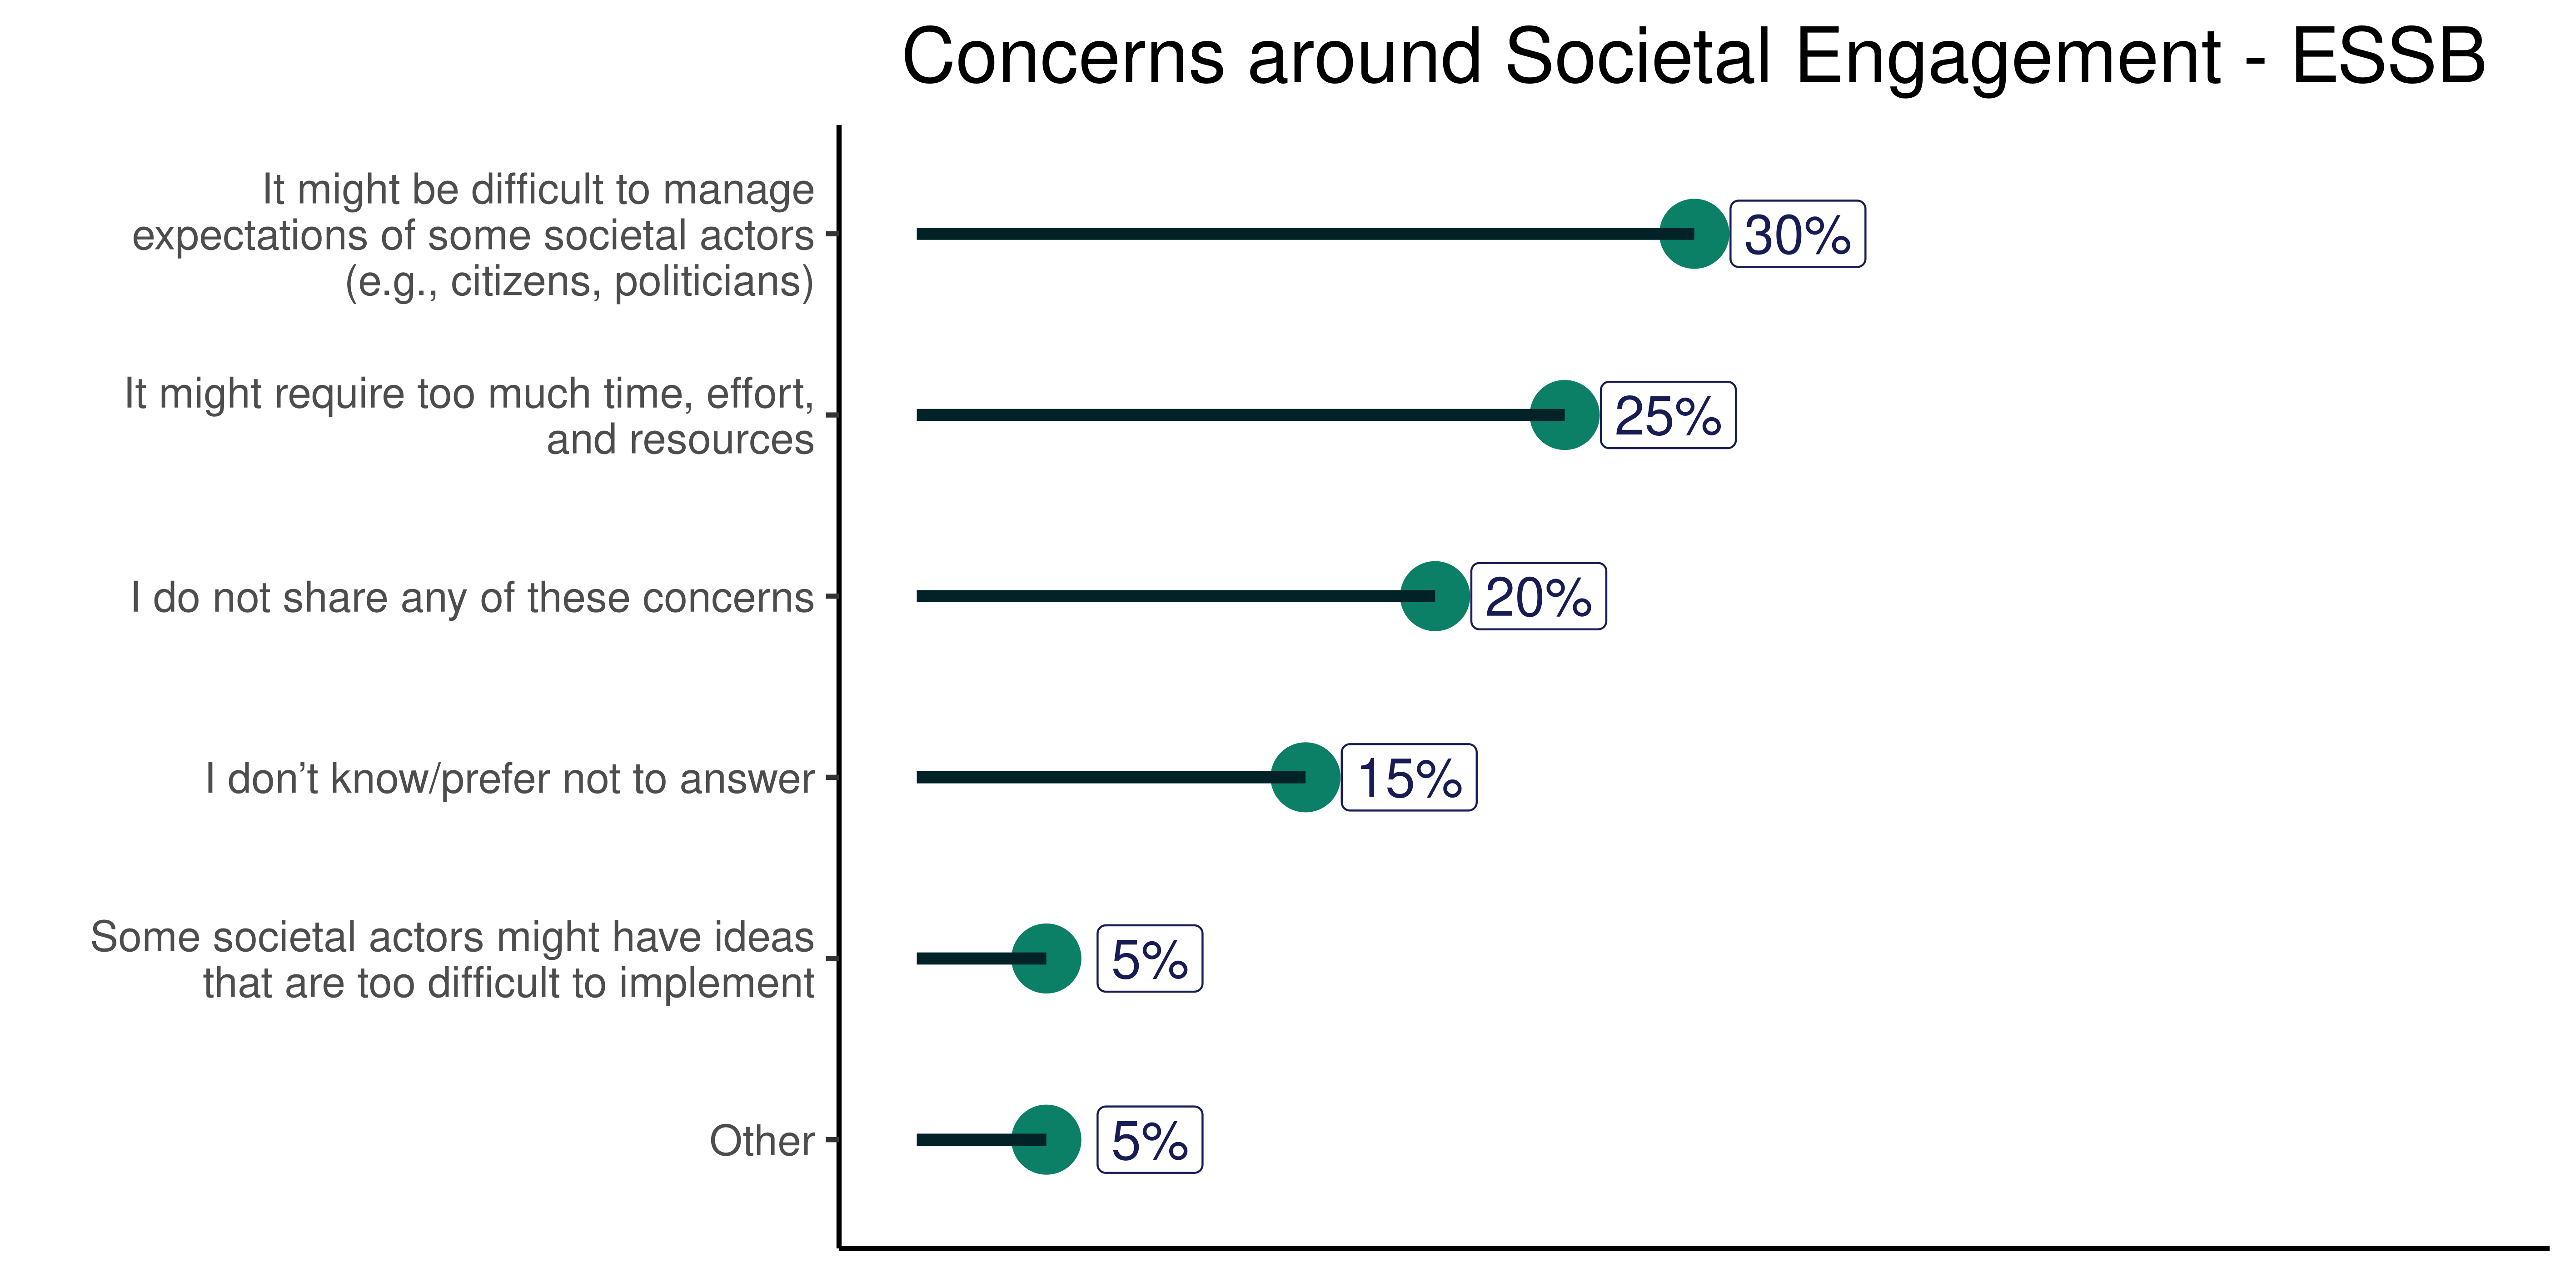 Concerns around Societal Engagement - ESSB
It might be difficult to manage
expectations of some societal actors
(e.g., citizens, politicians)
30%
It might require too much time, effort,
and resources
25%
I do not share any of these concerns
20%
I don’t know/prefer not to answer
15%
Some societal actors might have ideas
that are too difficult to implement
5%
Other
5%